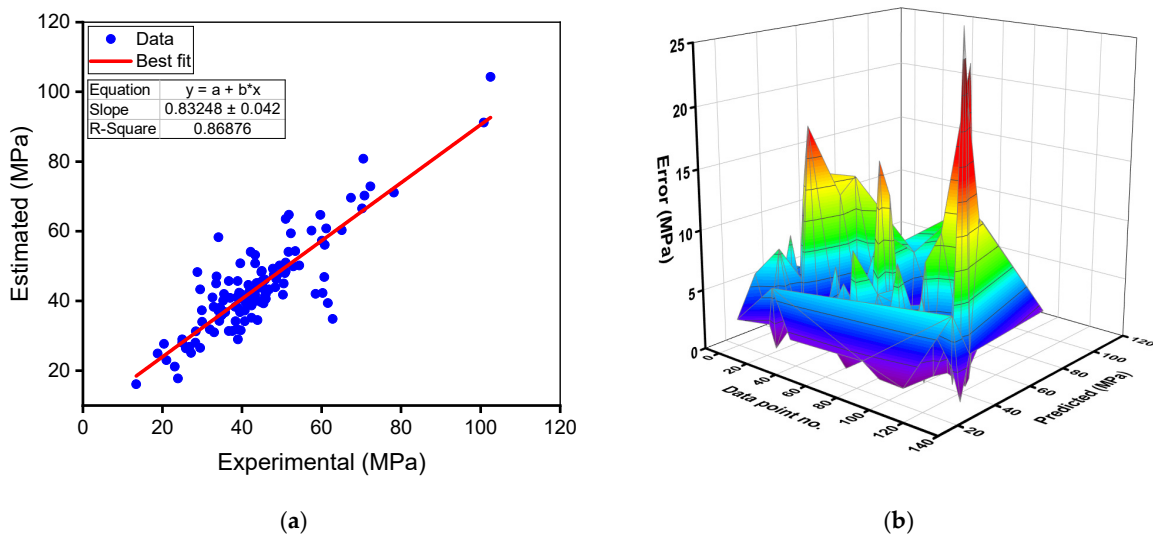 120
100
80
60
40
20
0
20
40
60
80
100
120
Estimated (MPa)
Experimental (MPa)
Data
Best fit
Equation y = a + b*x
Slope 0.83248 ± 0.042
R-Square 0.86876
(a)
25
20
15
10
5
0
Error (MPa)
0
20
40
60
80
100
120
140
Data point no.
20
40
60
80
100
120
Predicted (MPa)
(b)